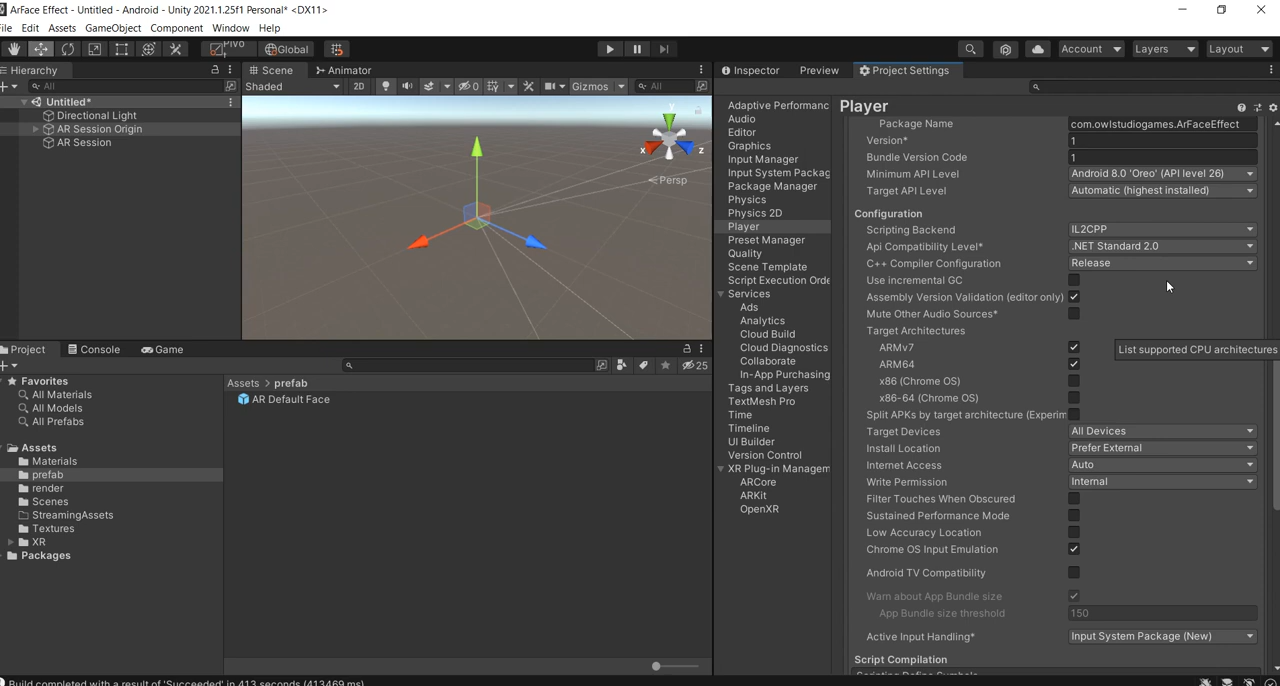 ArFace Effect - Untitled - Android - Unity 2021.1.25f1 Personal* <DX11>
File Edit Assets GameObject Component Window Help
Pivot Global Account Layers Layout
Hierarchy
All
Untitled*
Directional Light
AR Session Origin
AR Session
Scene Animator
Shaded 2D 0 Gizmos All
y
x
z
Persp
Project Console Game
25
Favorites
All Materials
All Models
All Prefabs
Assets
Materials
prefab
render
Scenes
StreamingAssets
Textures
XR
Packages
Assets > prefab
AR Default Face
Inspector Preview Project Settings
Adaptive Performanc
Audio
Editor
Graphics
Input Manager
Input System Packag
Package Manager
Physics
Physics 2D
Player
Preset Manager
Quality
Scene Template
Script Execution Orde
Services
Ads
Analytics
Cloud Build
Cloud Diagnostics
Collaborate
In-App Purchasing
Tags and Layers
TextMesh Pro
Time
Timeline
UI Builder
Version Control
XR Plug-in Managem
ARCore
ARKit
OpenXR
Player
Package Name com.owlstudiogames.ArFaceEffect
Version* 1
Bundle Version Code 1
Minimum API Level Android 8.0 'Oreo' (API level 26)
Target API Level Automatic (highest installed)
Configuration
Scripting Backend IL2CPP
Api Compatibility Level* .NET Standard 2.0
C++ Compiler Configuration Release
Use incremental GC
Assembly Version Validation (editor only)
Mute Other Audio Sources*
Target Architectures
List supported CPU architectures
ARMv7
ARM64
x86 (Chrome OS)
x86-64 (Chrome OS)
Split APKs by target architecture (Experim
Target Devices All Devices
Install Location Prefer External
Internet Access Auto
Write Permission Internal
Filter Touches When Obscured
Sustained Performance Mode
Low Accuracy Location
Chrome OS Input Emulation
Android TV Compatibility
Warn about App Bundle size
App Bundle size threshold 150
Active Input Handling* Input System Package (New)
Script Compilation
Scripting Define Symbols
Build completed with a result of 'Succeeded' in 413 seconds (413469 ms)